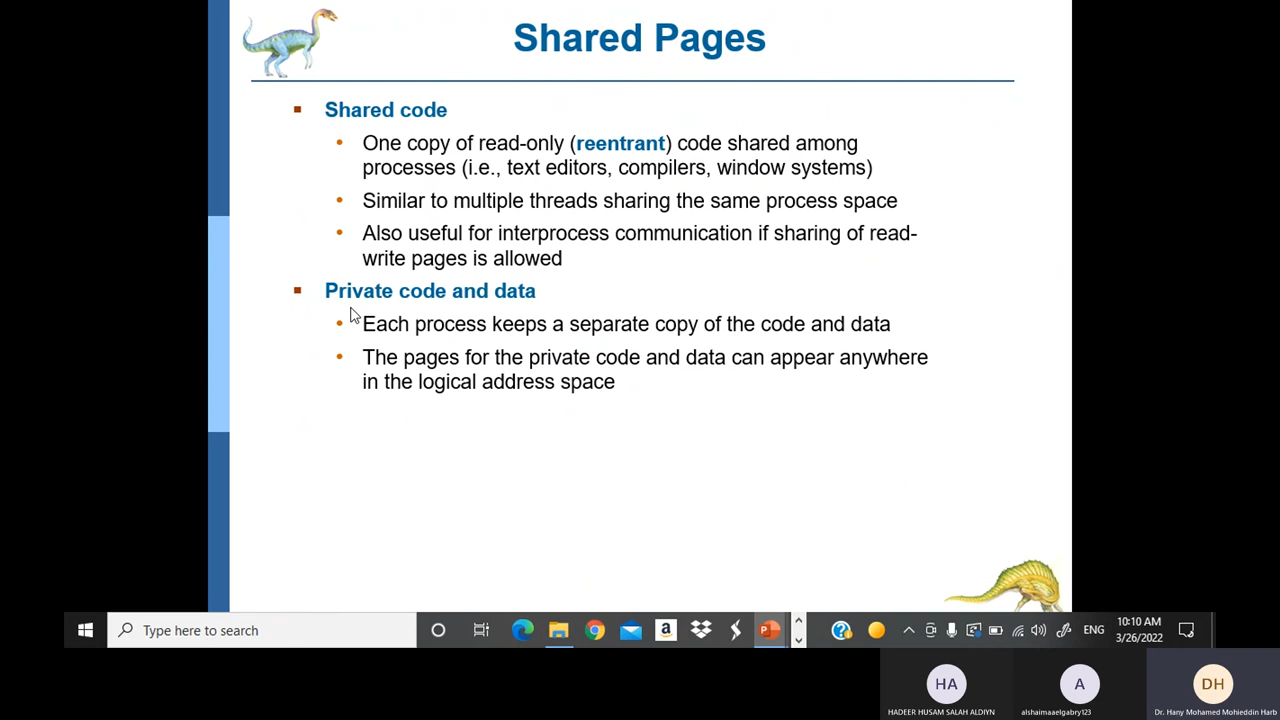 Shared Pages
Shared code
One copy of read-only (reentrant) code shared among
processes (i.e., text editors, compilers, window systems)
Similar to multiple threads sharing the same process space
Also useful for interprocess communication if sharing of read-
write pages is allowed
Private code and data
Each process keeps a separate copy of the code and data
The pages for the private code and data can appear anywhere
in the logical address space
Type here to search
ENG
10:10 AM
3/26/2022
HA
A
DH
HADEER HUSAM SALAH ALDIYN
alshaimaaelgabry123
Dr. Hany Mohamed Mohieddin Harb